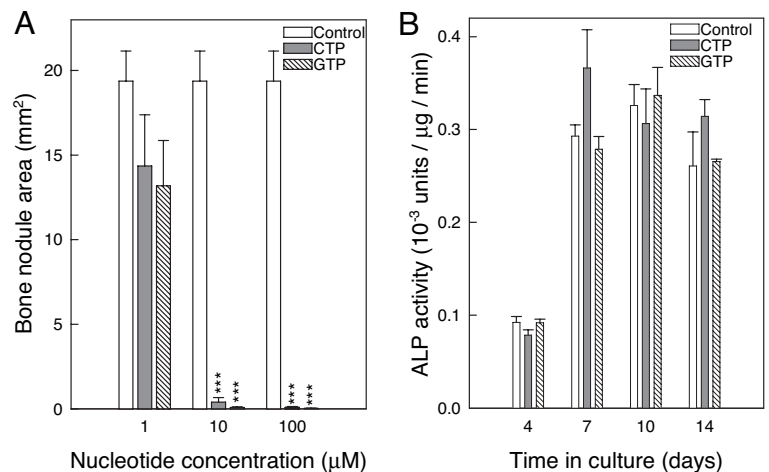 A
Control
CTP
GTP
Bone nodule area (mm²)
20
15
10
5
0
***
***
***
***
1
10
100
Nucleotide concentration (μM)
B
Control
CTP
GTP
ALP activity (10⁻³ units / μg / min)
0.4
0.3
0.2
0.1
0.0
4
7
10
14
Time in culture (days)